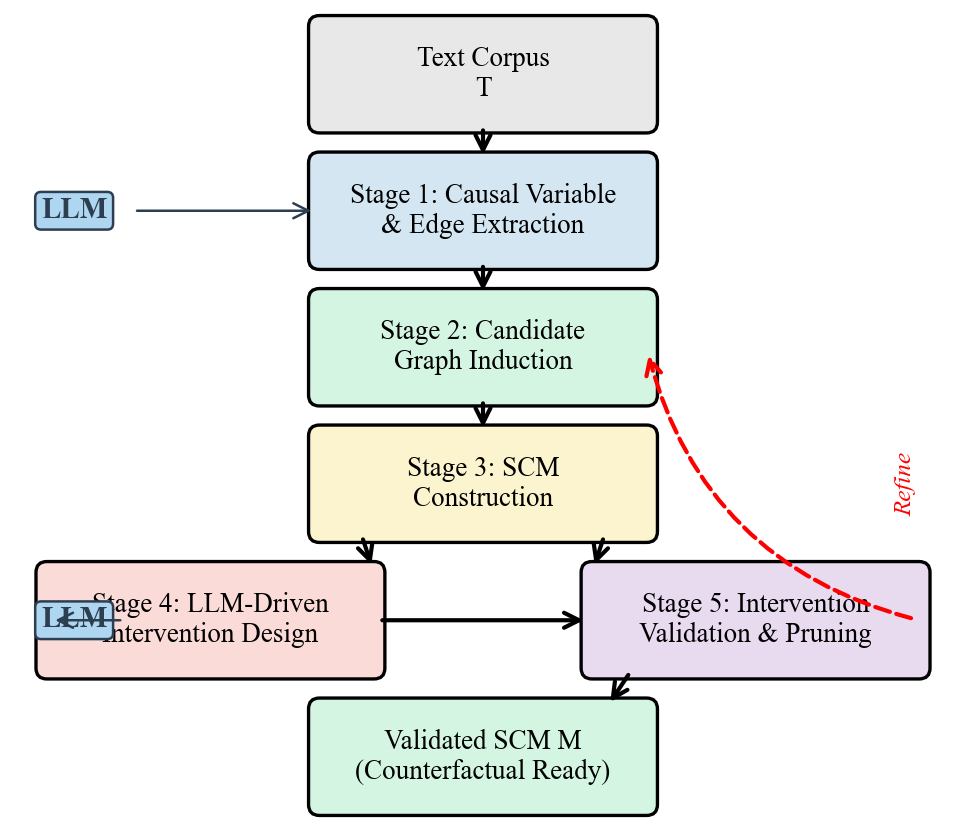 Text Corpus
T
LLM
Stage 1: Causal Variable
& Edge Extraction
Stage 2: Candidate
Graph Induction
Stage 3: SCM
Construction
Refine
LLM
Stage 4: LLM-Driven
Intervention Design
Stage 5: Intervention
Validation & Pruning
Validated SCM M
(Counterfactual Ready)